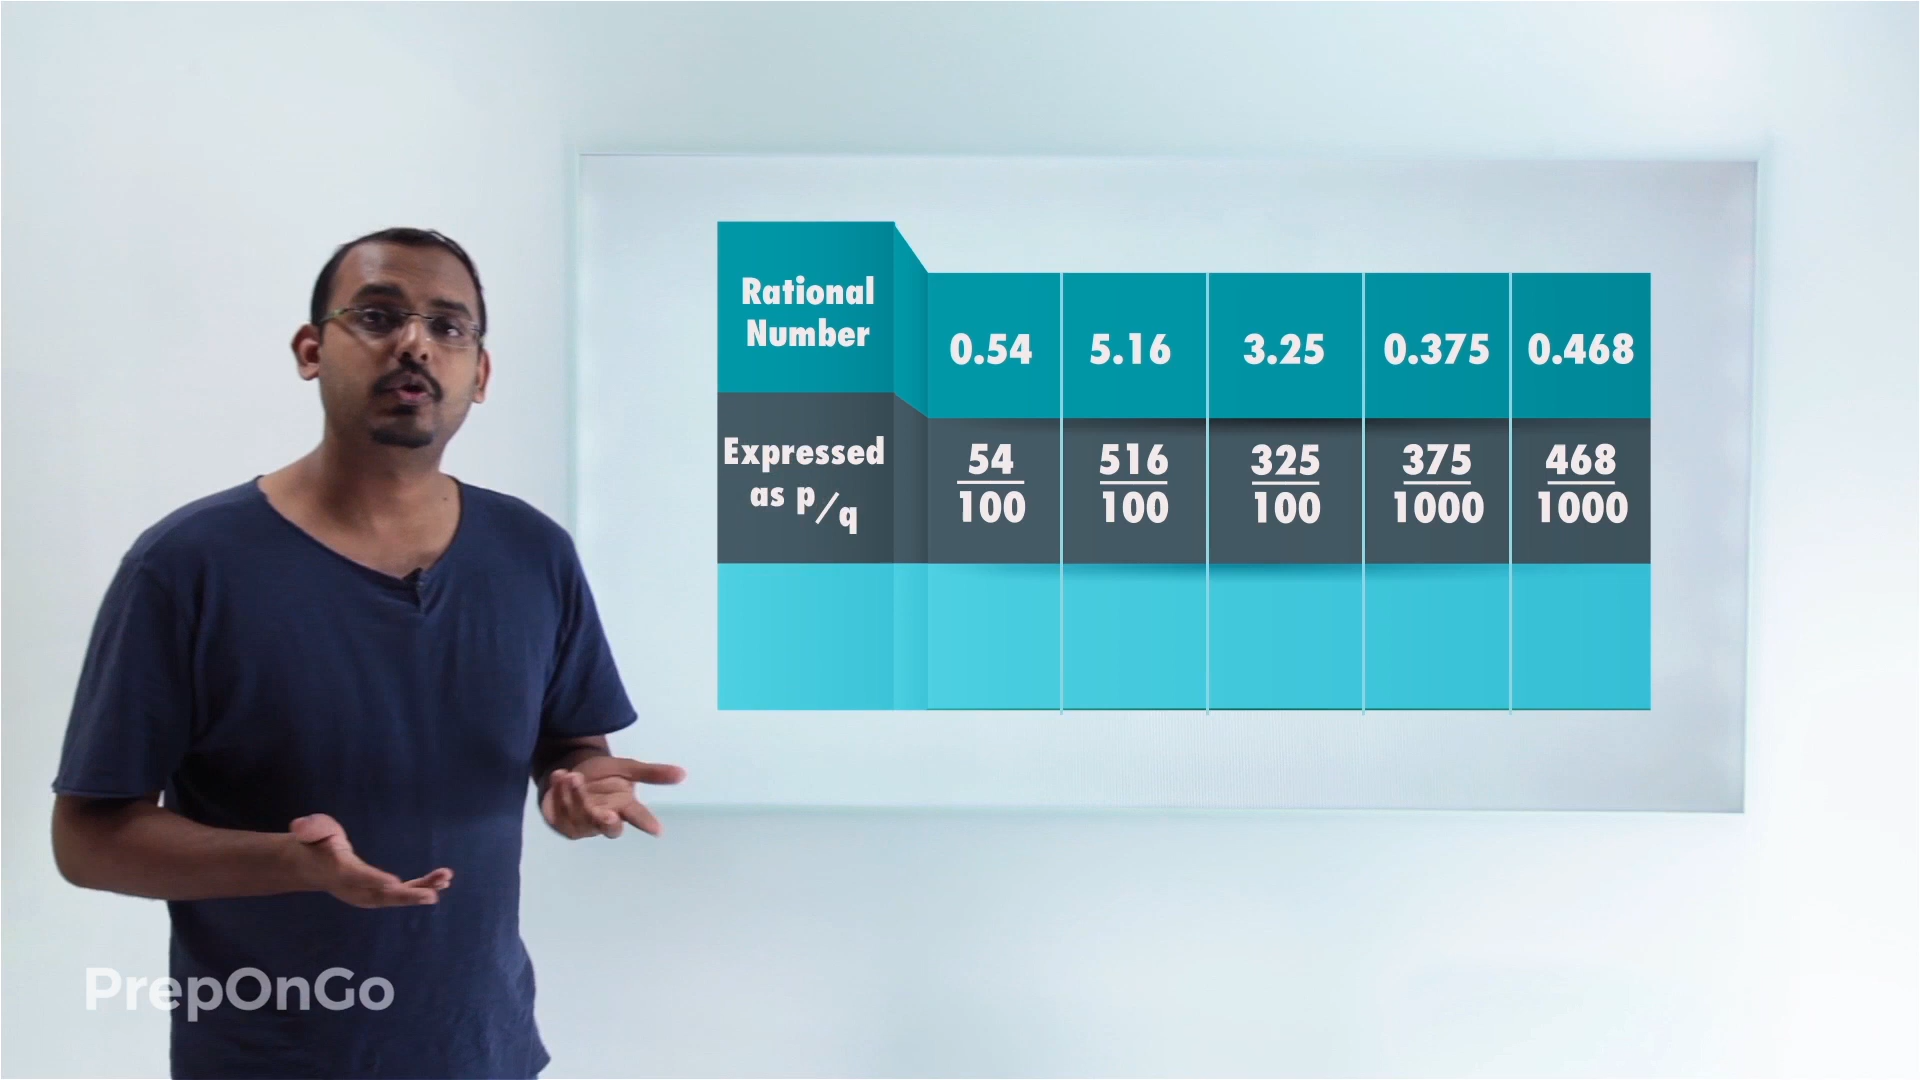 Rational
Number
0.54 5.16 3.25 0.375 0.468
Expressed
as p/q
54/100 516/100 325/100 375/1000 468/1000
PrepOnGo